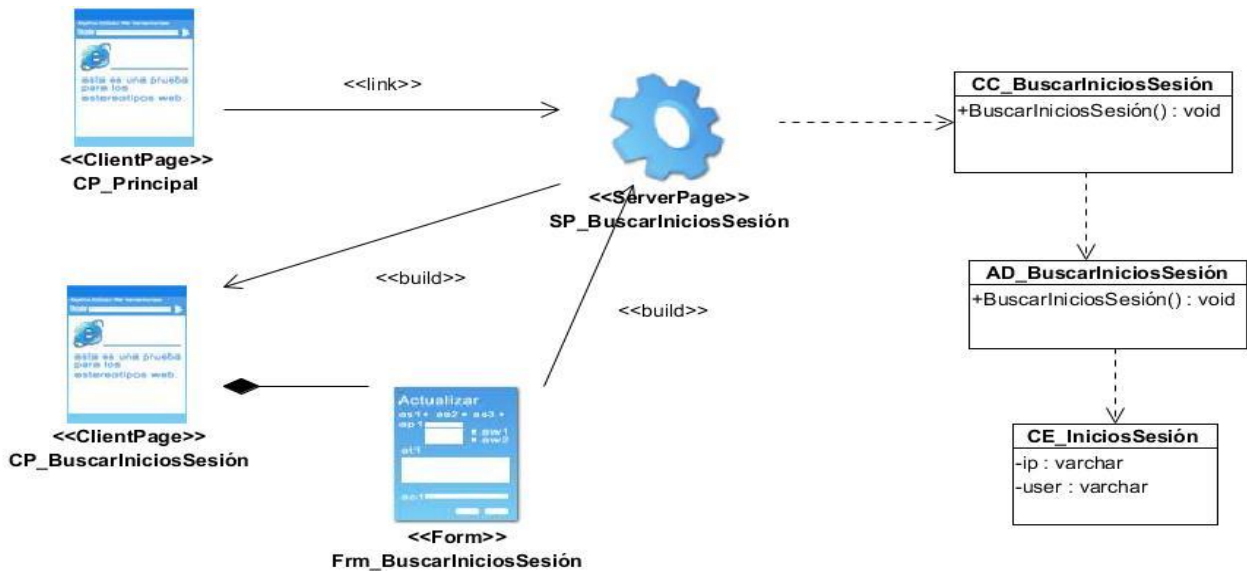 <<link>>
<<ClientPage>>
CP_Principal
<<ServerPage>>
SP_BuscarIniciosSesión
CC_BuscarIniciosSesión
+BuscarIniciosSesión() : void
<<build>>
<<build>>
AD_BuscarIniciosSesión
+BuscarIniciosSesión() : void
esta es una prueba
para los
estereotipos web.
esta es una prueba
para los
estereotipos web.
<<ClientPage>>
CP_BuscarIniciosSesión
Actualizar
<<Form>>
Frm_BuscarIniciosSesión
CE_IniciosSesión
-ip : varchar
-user : varchar